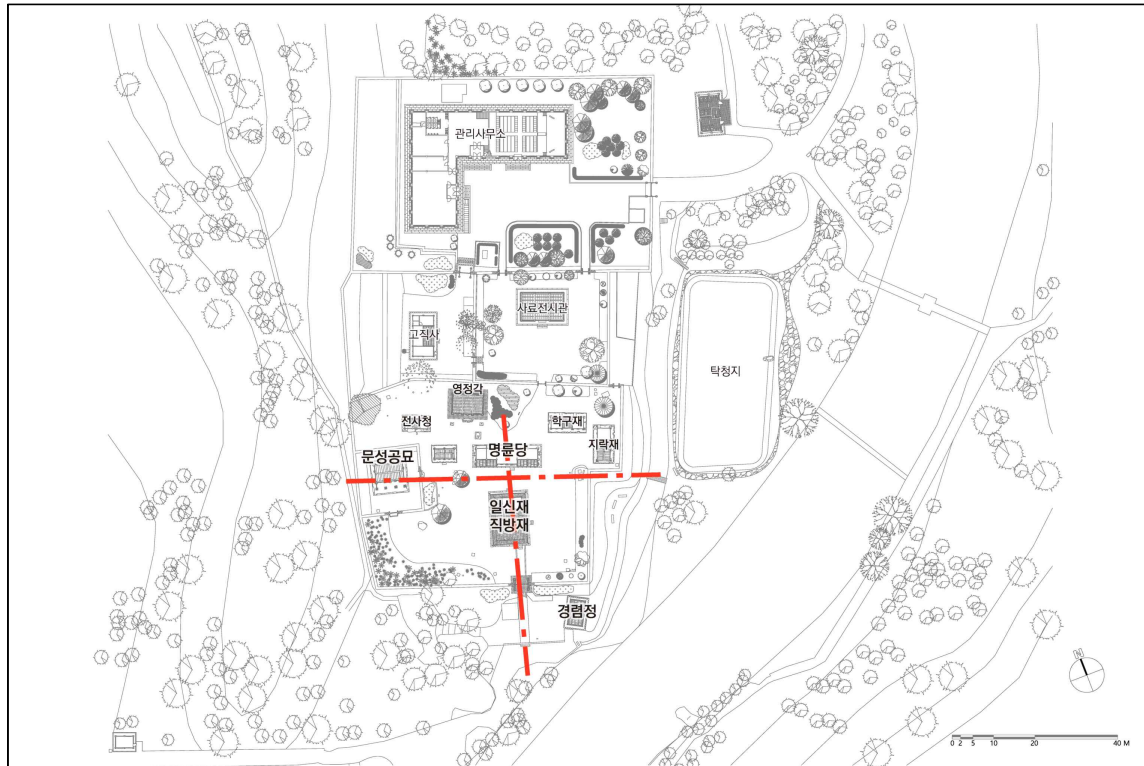 관리사무소
사료전시관
고직사
탁청지
영정각
전사청
학구재
명륜당
지락재
문성공묘
일신재
직방재
경렴정
N
0 2 5 10 20 40 M